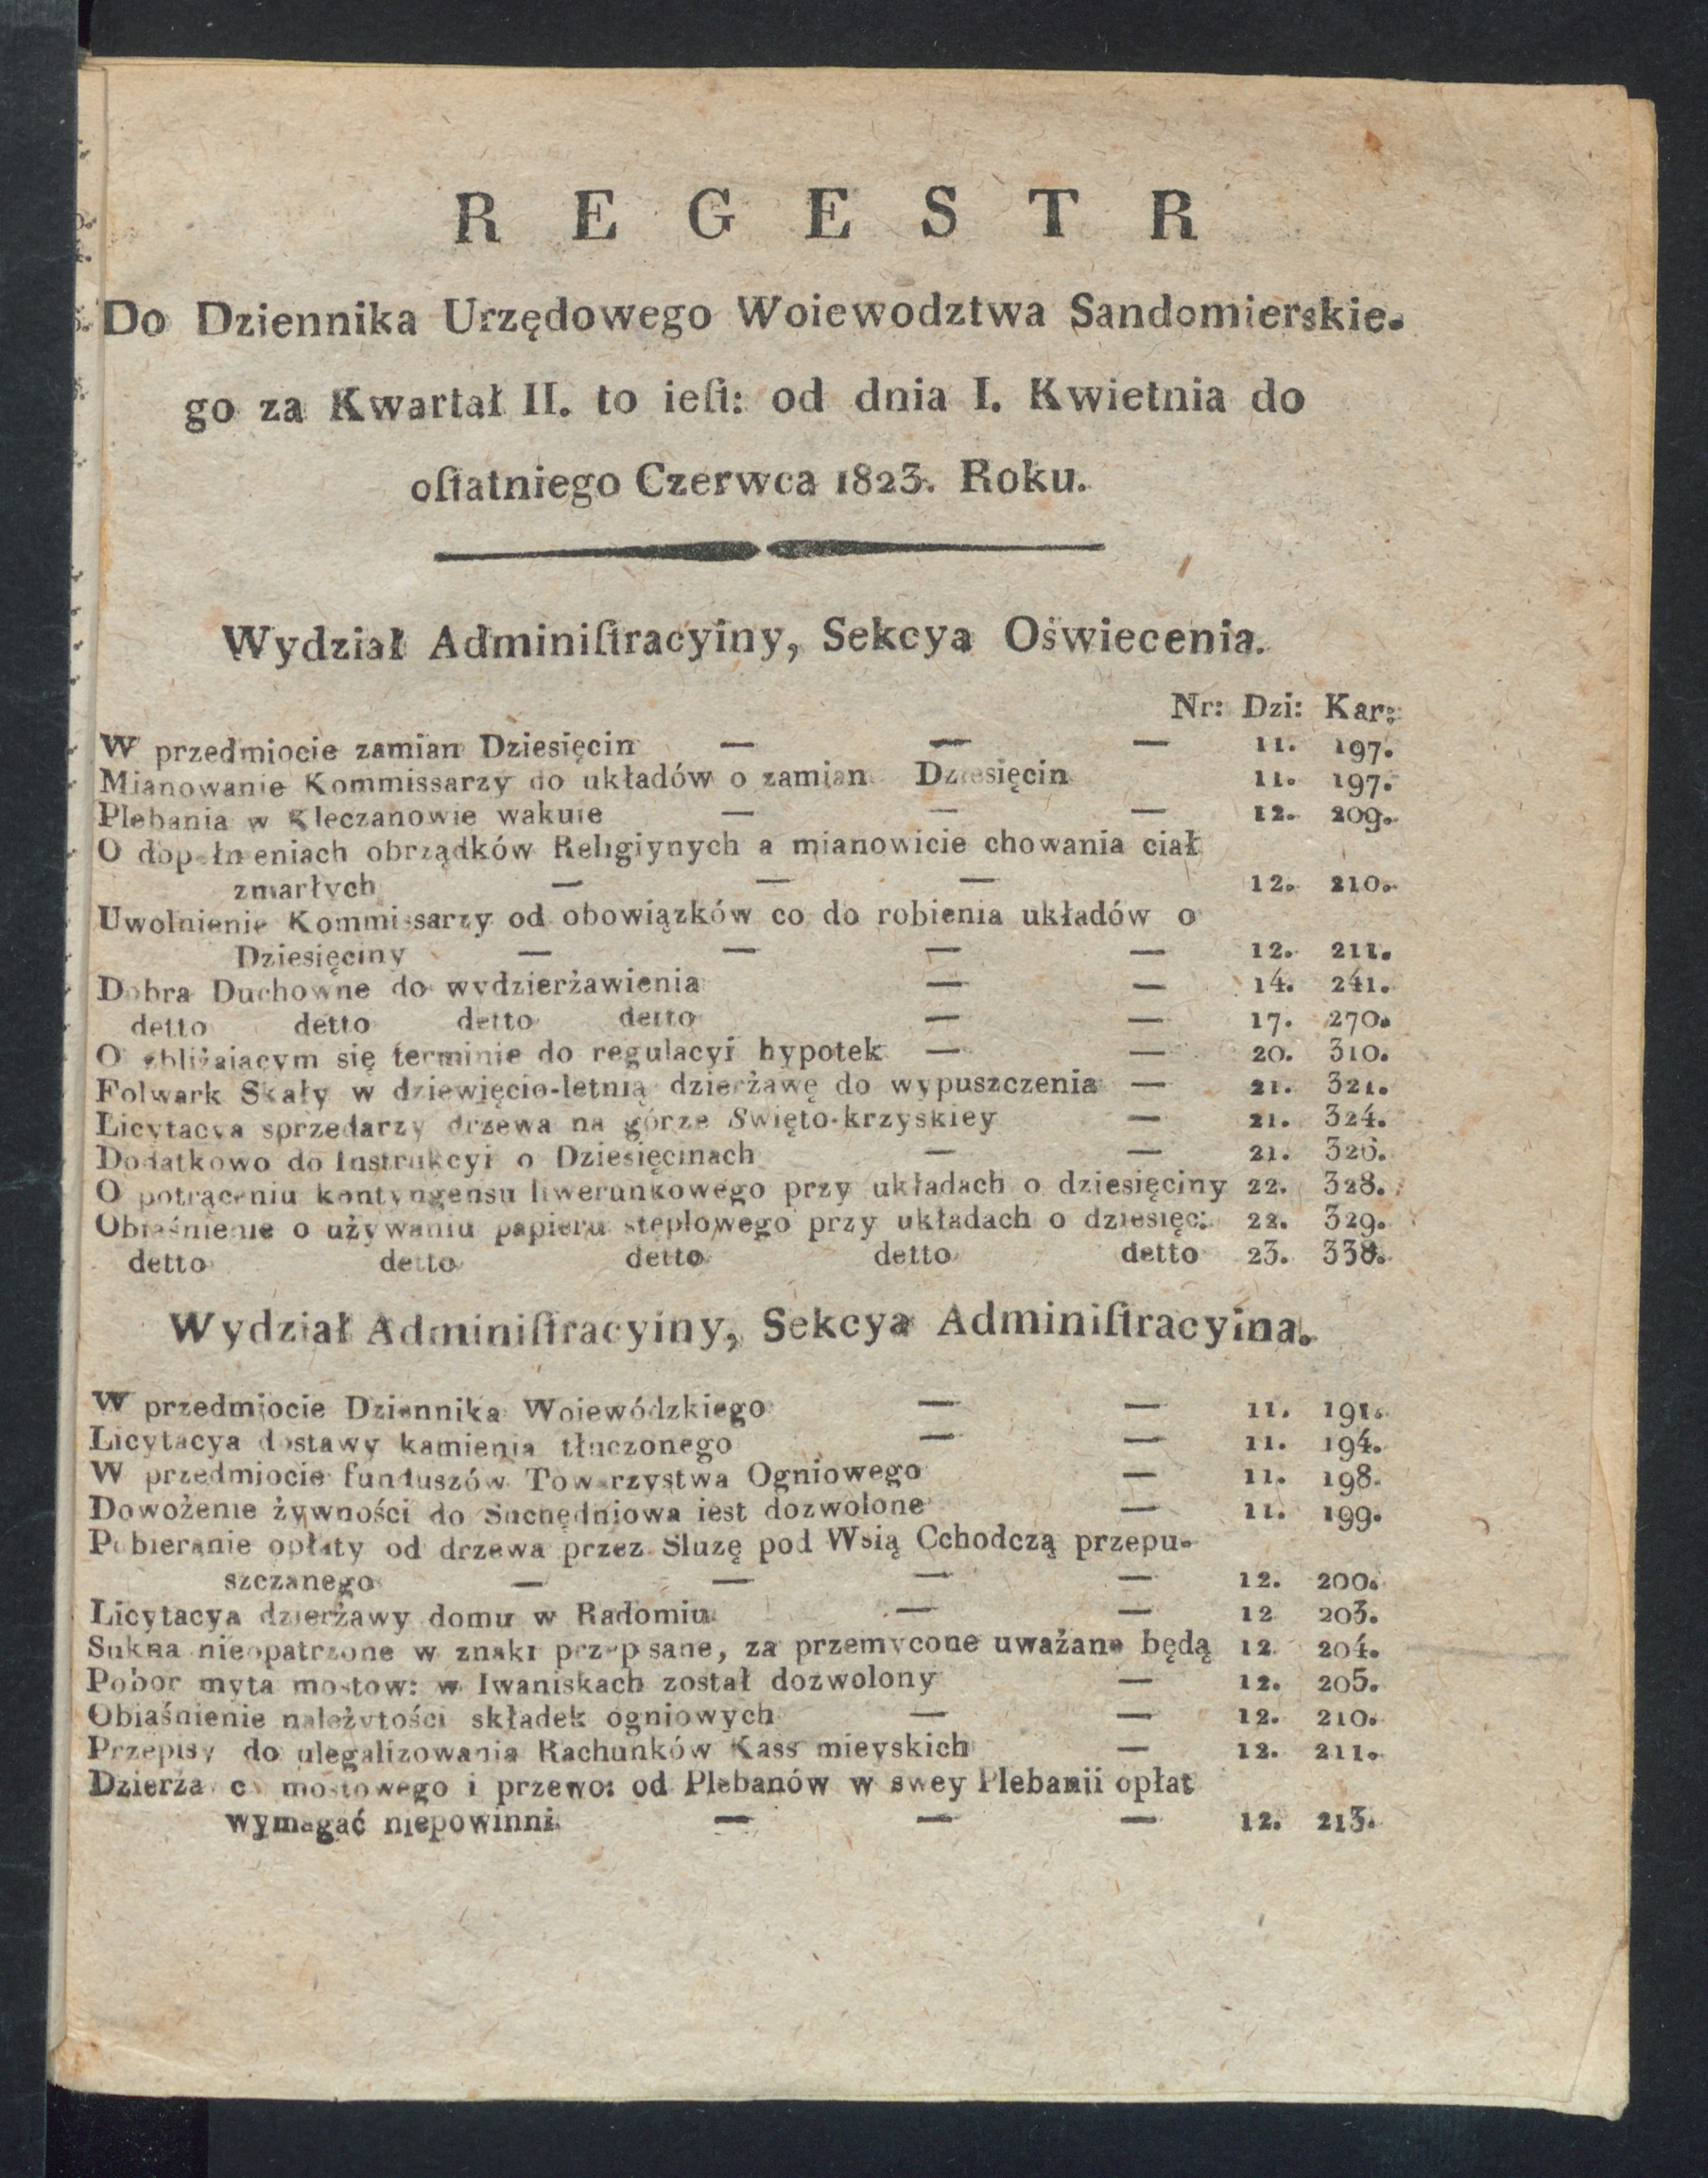 R E G E S T R
Do Dziennika Urzędowego Woiewodztwa Sandomierskie-
go za Kwartał II. to ieſt: od dnia I. Kwietnia do
oſtatniego Czerwca 1823. Roku.
Wydział Adminiſtracyiny, Sekcya Oświecenia.
Nr: Dzi: Kar:
W przedmiocie zamian Dziesięcin — — — 11. 197.
Mianowanie Kommissarzy do układów o zamian Dziesięcin 11. 197.
Plebania w Kleczanowie wakuie — — — 12. 209.
O dopełnieniach obrządków Religiynych a mianowicie chowania ciał
zmarłych — — — 12. 210.
Uwolnienie Kommissarzy od obowiązków co do robienia układów o
Dziesięciny — — — — 12. 211.
Dobra Duchowne do wydzierżawienia — — 14. 241.
detto detto detto detto — — 17. 270.
O zbliżaiącym się terminie do regulacyi hypotek — — 20. 310.
Folwark Skały w dziewięcio-letnią dzierżawę do wypuszczenia — 21. 321.
Licytacya sprzedarzy drzewa na górze Swięto-krzyskiey — 21. 324.
Dodatkowo do Instrukcyi o Dziesięcinach — — 21. 326.
O potrąceniu kontyngensu liwerunkowego przy układach o dziesięciny 22. 328.
Obiaśnienie o używaniu papieru steplowego przy układach o dziesięc: 22. 329.
detto detto detto detto detto 23. 338.
Wydział Adminiſtracyiny, Sekcya Adminiſtracyina.
W przedmiocie Dziennika Woiewódzkiego — — 11. 191.
Licytacya dostawy kamienia tłuczonego — — 11. 194.
W przedmiocie funduszów Towarzystwa Ogniowego — 11. 198.
Dowożenie żywności do Suchedniowa iest dozwolone — 11. 199.
Pobieranie opłaty od drzewa przez Sluzę pod Wsią Cchodczą przepu-
szczanego — — — — 12. 200.
Licytacya dzierżawy domu w Radomiu — — 12 203.
Sukna nieopatrzone w znaki przepisane, za przemycone uważane będą 12 204.
Pobor myta mostow: w Iwaniskach został dozwolony — 12. 205.
Obiaśnienie należytości składek ogniowych — — 12. 210.
Przepisy do ulegalizowania Rachunków Kass mieyskich — 12. 211.
mostowego i przewo: od Plebanów w swey Plebanii opłat
wymagać niepowinni — — — 12. 213.